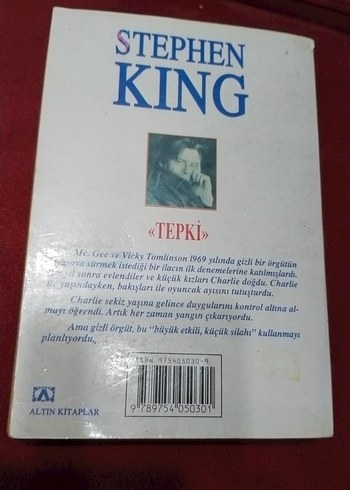 STEPHEN
KING
«TEPKİ»
Mc. Gee ve Vicky Tomlinson 1969 yılında gizli bir örgütün
piyasaya sürmek istediği bir ilacın ilk denemelerine katılmışlardı.
yıl sonra evlendiler ve küçük kızları Charlie doğdu. Charlie
üç yaşındayken, bakışları ile oyuncak ayısını tutuşturdu.
Charlie sekiz yaşına gelince duygularını kontrol altına al-
mayı öğrendi. Artık her zaman yangın çıkarıyordu.
Ama gizli örgüt, bu "büyük etkili, küçük silahı" kullanmayı
planlıyordu.
ISBN 975405030-9
9 789754 050301
ALTIN KİTAPLAR